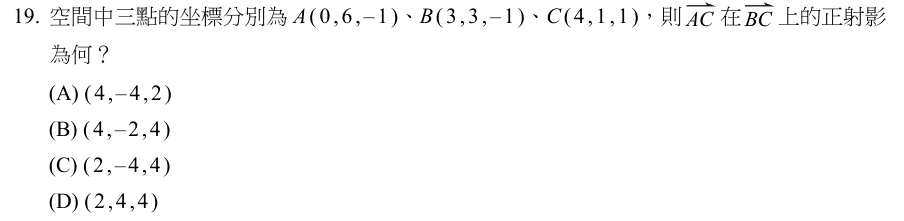 19. 空間中三點的坐標分別為 A(0,6,−1)、B(3,3,−1)、C(4,1,1)，則 $\overrightarrow{AC}$ 在 $\overrightarrow{BC}$ 上的正射影
為何？
(A) (4,−4,2)
(B) (4,−2,4)
(C) (2,−4,4)
(D) (2,4,4)